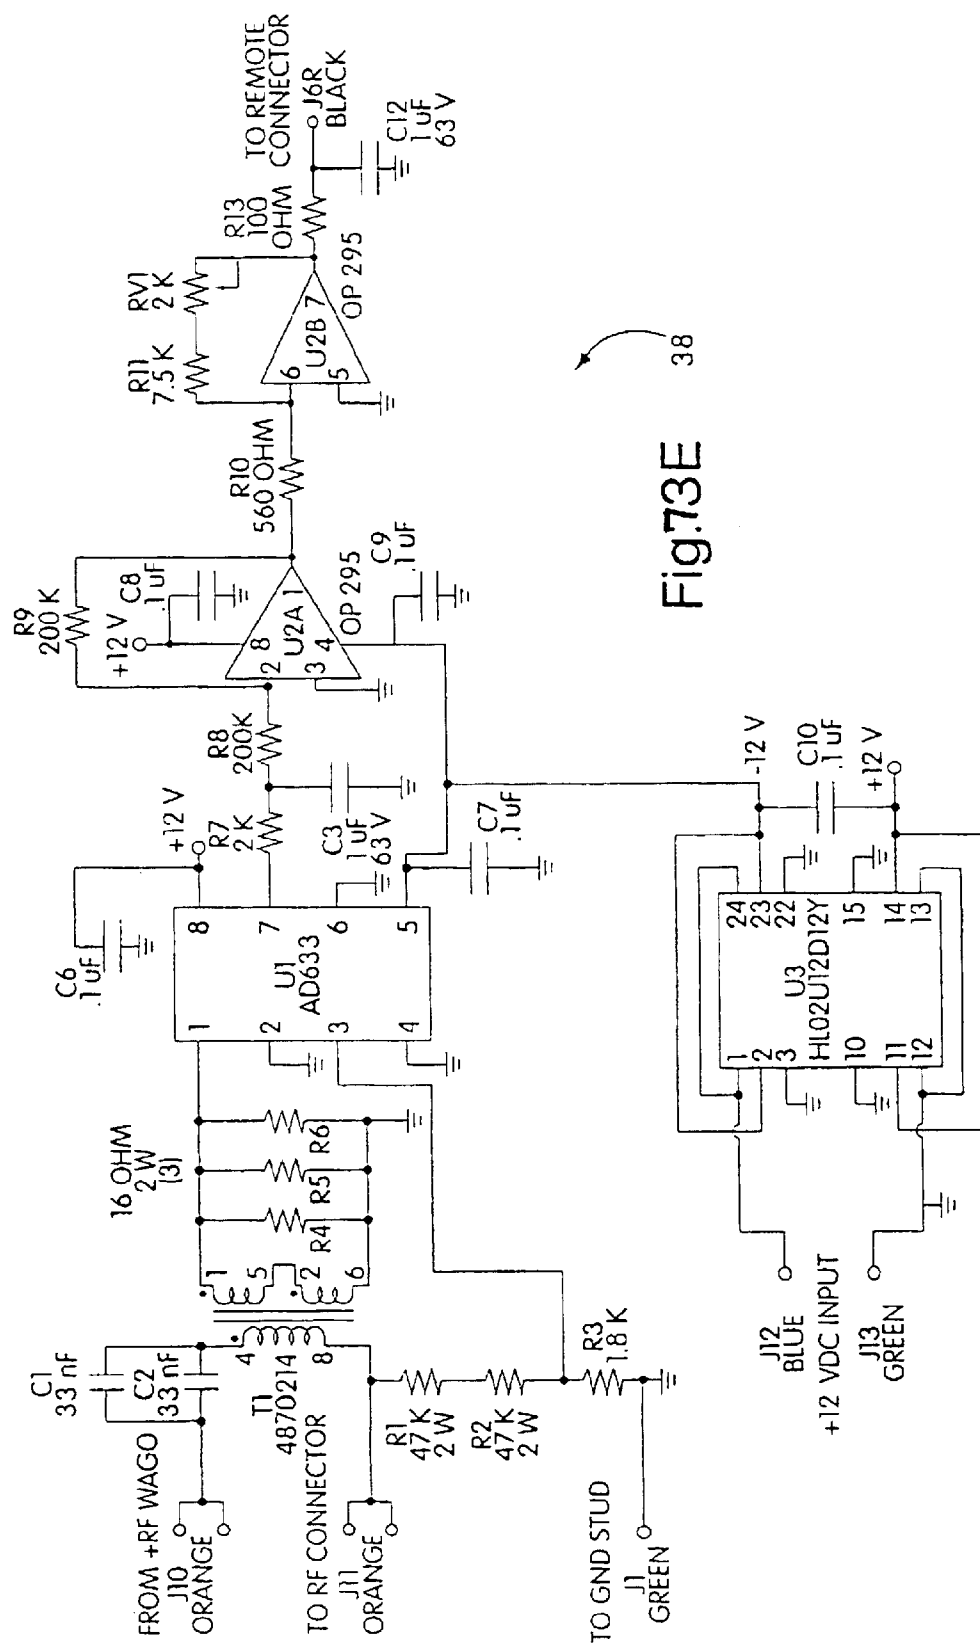 FROM +RF WAGO
J10
ORANGE
C1
33 nF
C2
33 nF
T1
4870214
4
8
1
5
2
6
TO RF CONNECTOR
J11
ORANGE
R1
47 K
2 W
R2
47 K
2 W
R3
1.8 K
TO GND STUD
J1
GREEN
16 OHM
2 W
(3)
R4
R5
R6
C6
.1 uF
+12 V
U1
AD633
1
2
3
4
8
7
6
5
R7
2 K
C3
1 uF
63 V
C7
.1 uF
R8
200K
R9
200 K
+12 V
C8
.1 uF
2
3
8
4
U2A 1
OP 295
C9
.1 uF
R10
560 OHM
R11
7.5 K
RV1
2 K
6
5
U2B 7
OP 295
R13
100
OHM
TO REMOTE
CONNECTOR
J6R
BLACK
C12
.1 uF
63 V
J12
BLUE
+12 VDC INPUT
J13
GREEN
U3
HL02U12D12Y
1
2
3
10
11
12
24
23
22
15
14
13
-12 V
C10
.1 uF
+12 V
Fig.73E
38